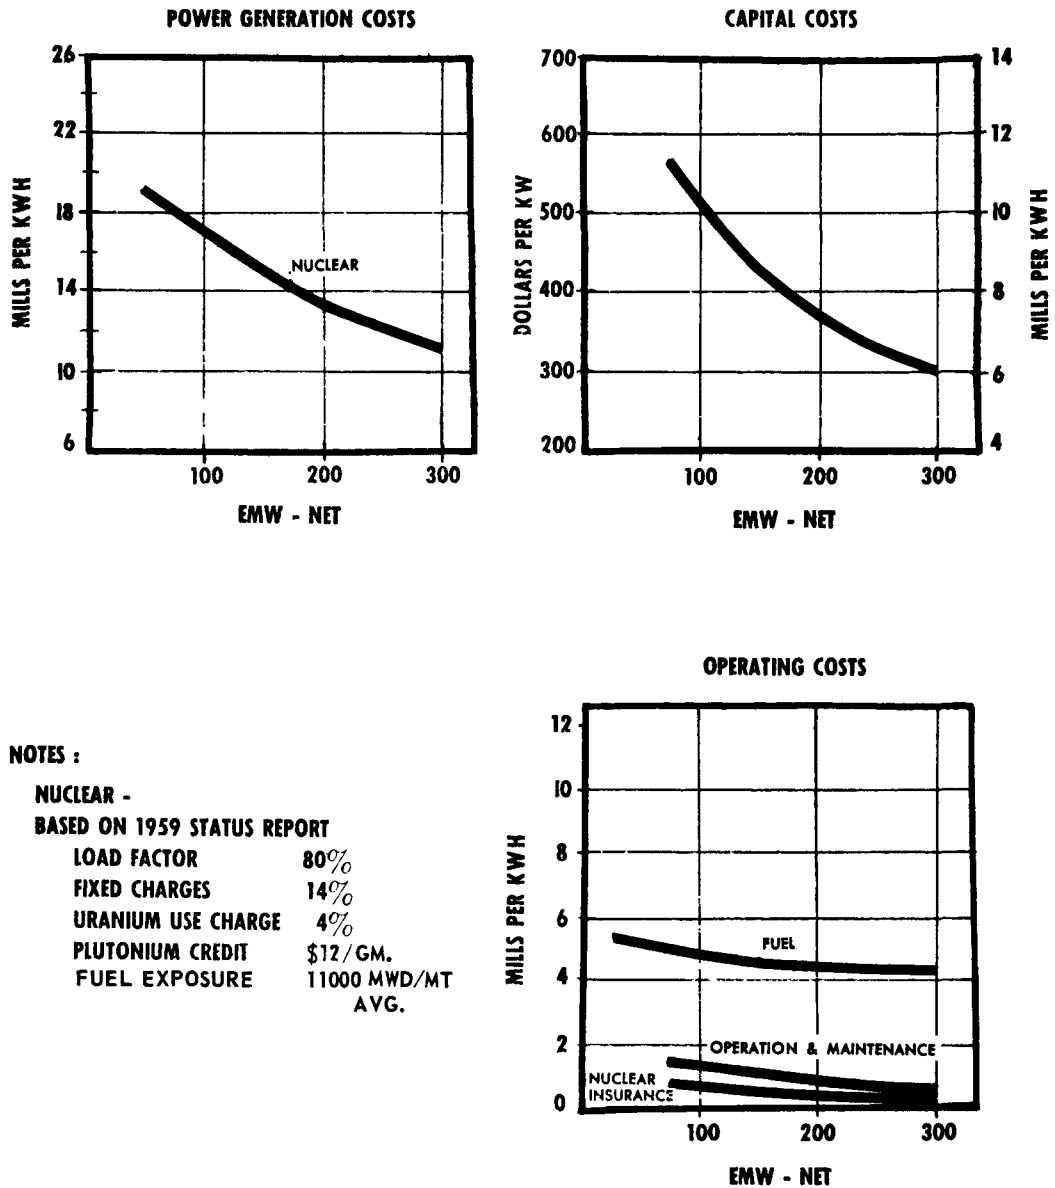 POWER GENERATION COSTS
26
22
18
14
10
6
MILLS PER KWH
NUCLEAR
100 200 300
EMW - NET
CAPITAL COSTS
700
600
500
400
300
200
DOLLARS PER KW
14
12
10
8
6
4
MILLS PER KWH
100 200 300
EMW - NET
NOTES :
NUCLEAR -
BASED ON 1959 STATUS REPORT
LOAD FACTOR 80%
FIXED CHARGES 14%
URANIUM USE CHARGE 4%
PLUTONIUM CREDIT $12/GM.
FUEL EXPOSURE 11000 MWD/MT
AVG.
OPERATING COSTS
12
10
8
6
4
2
0
MILLS PER KWH
FUEL
OPERATION & MAINTENANCE
NUCLEAR
INSURANCE
100 200 300
EMW - NET